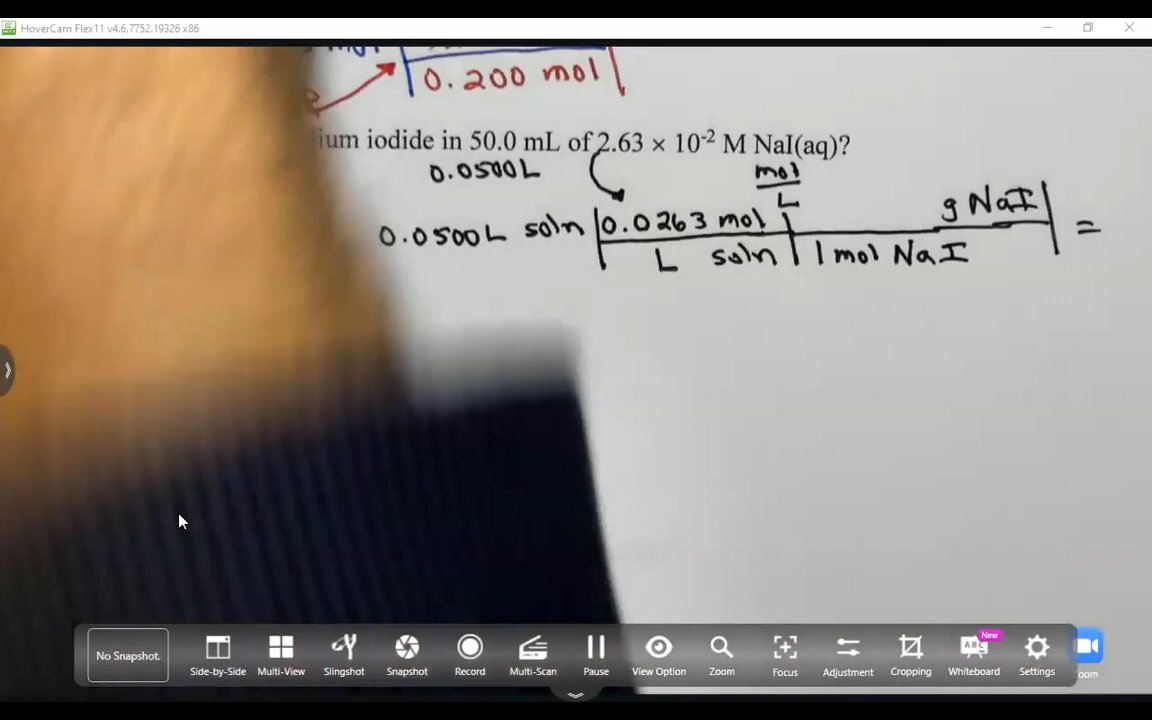 HoverCam Flex11 v4.6.7752.19326 x86
0.200 mol
ium iodide in 50.0 mL of 2.63 × 10⁻² M NaI(aq)?
0.0500L
mol
L
0.0500L soln
0.0263 mol
g NaI
=
L soln
1 mol NaI
No Snapshot.
Side-by-Side
Multi-View
Slingshot
Snapshot
Record
Multi-Scan
Pause
View Option
Zoom
Focus
Adjustment
Cropping
New
ABC
Whiteboard
Settings
oom